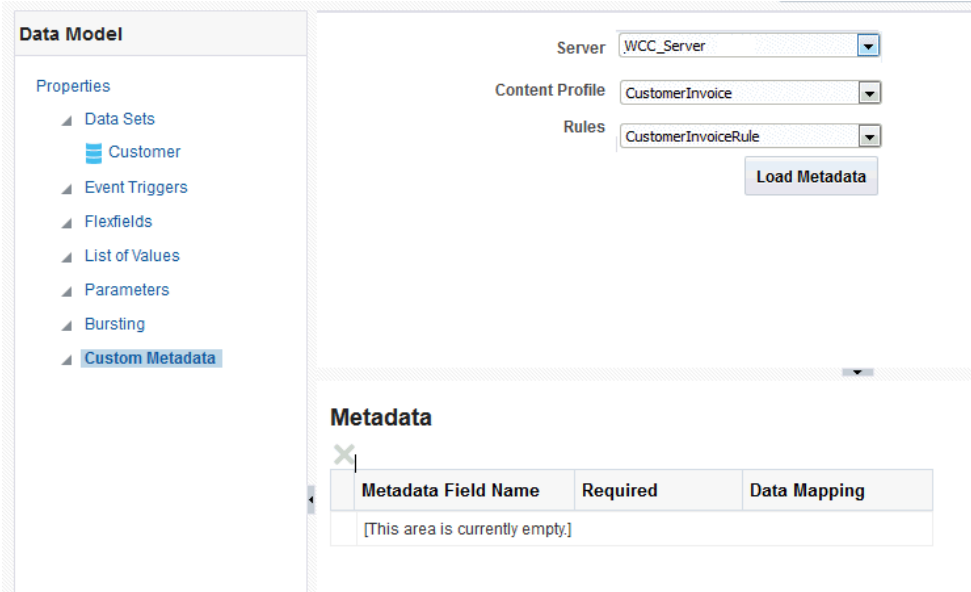 Data Model
Properties
Data Sets
Customer
Event Triggers
Flexfields
List of Values
Parameters
Bursting
Custom Metadata
Server WCC_Server
Content Profile CustomerInvoice
Rules CustomerInvoiceRule
Load Metadata
Metadata
Metadata Field Name Required Data Mapping
[This area is currently empty.]